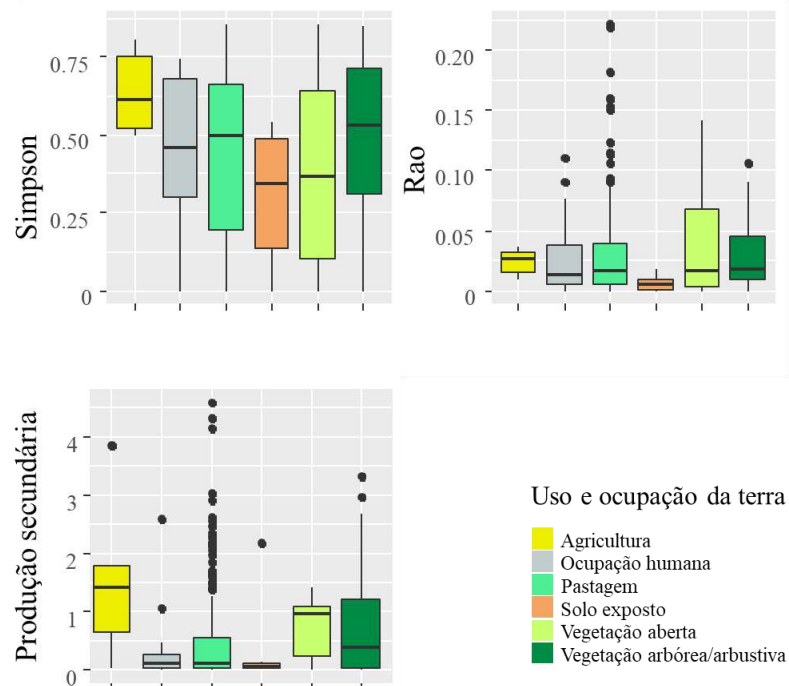 Simpson
0.75
0.50
0.25
0
Rao
0.20
0.15
0.10
0.05
0
Produção secundária
4
3
2
1
0
Uso e ocupação da terra
Agricultura
Ocupação humana
Pastagem
Solo exposto
Vegetação aberta
Vegetação arbórea/arbustiva